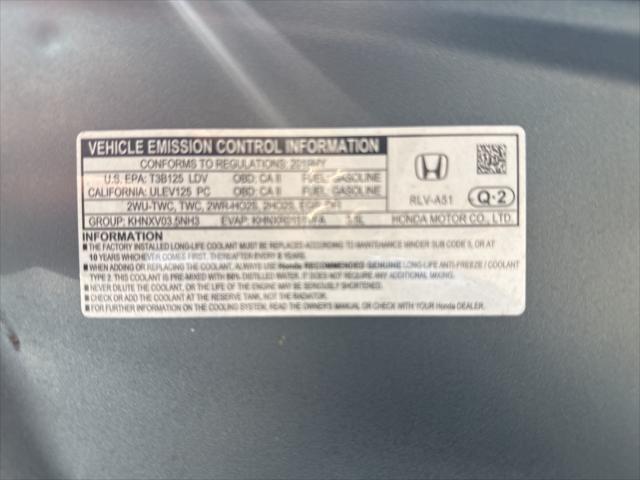 VEHICLE EMISSION CONTROL INFORMATION
CONFORMS TO REGULATIONS: 2019MY
U.S. EPA: T3B125 LDV OBD: CA II FUEL: GASOLINE
CALIFORNIA: ULEV125 PC OBD: CA II FUEL: GASOLINE
2WU-TWC, TWC, 2WR-HO2S, 2HO2S, EGR, DFI
GROUP: KHNXV03.5NH3 EVAP: 3.5L
RLV-A51 Q-2
HONDA MOTOR CO., LTD.
INFORMATION
■ THE FACTORY INSTALLED LONG-LIFE COOLANT MUST BE REPLACED ACCORDING TO MAINTENANCE MINDER SUB CODE 5, OR AT
10 YEARS WHICHEVER COMES FIRST. THEREAFTER EVERY 5 YEARS.
■ WHEN ADDING OR REPLACING THE COOLANT, ALWAYS USE Honda RECOMMENDED GENUINE LONG-LIFE ANTI-FREEZE / COOLANT
TYPE 2. THIS COOLANT IS PRE-MIXED WITH 50% DISTILLED WATER. IT DOES NOT REQUIRE ANY ADDITIONAL MIXING.
■ NEVER DILUTE THE COOLANT, OR LIFE OF THE ENGINE MAY BE SERIOUSLY SHORTENED.
■ CHECK OR ADD COOLANT AT THE RESERVE TANK, NOT THE RADIATOR.
■ FOR FURTHER INFORMATION ON THE COOLING SYSTEM, READ THE OWNER'S MANUAL OR CHECK WITH YOUR Honda DEALER.